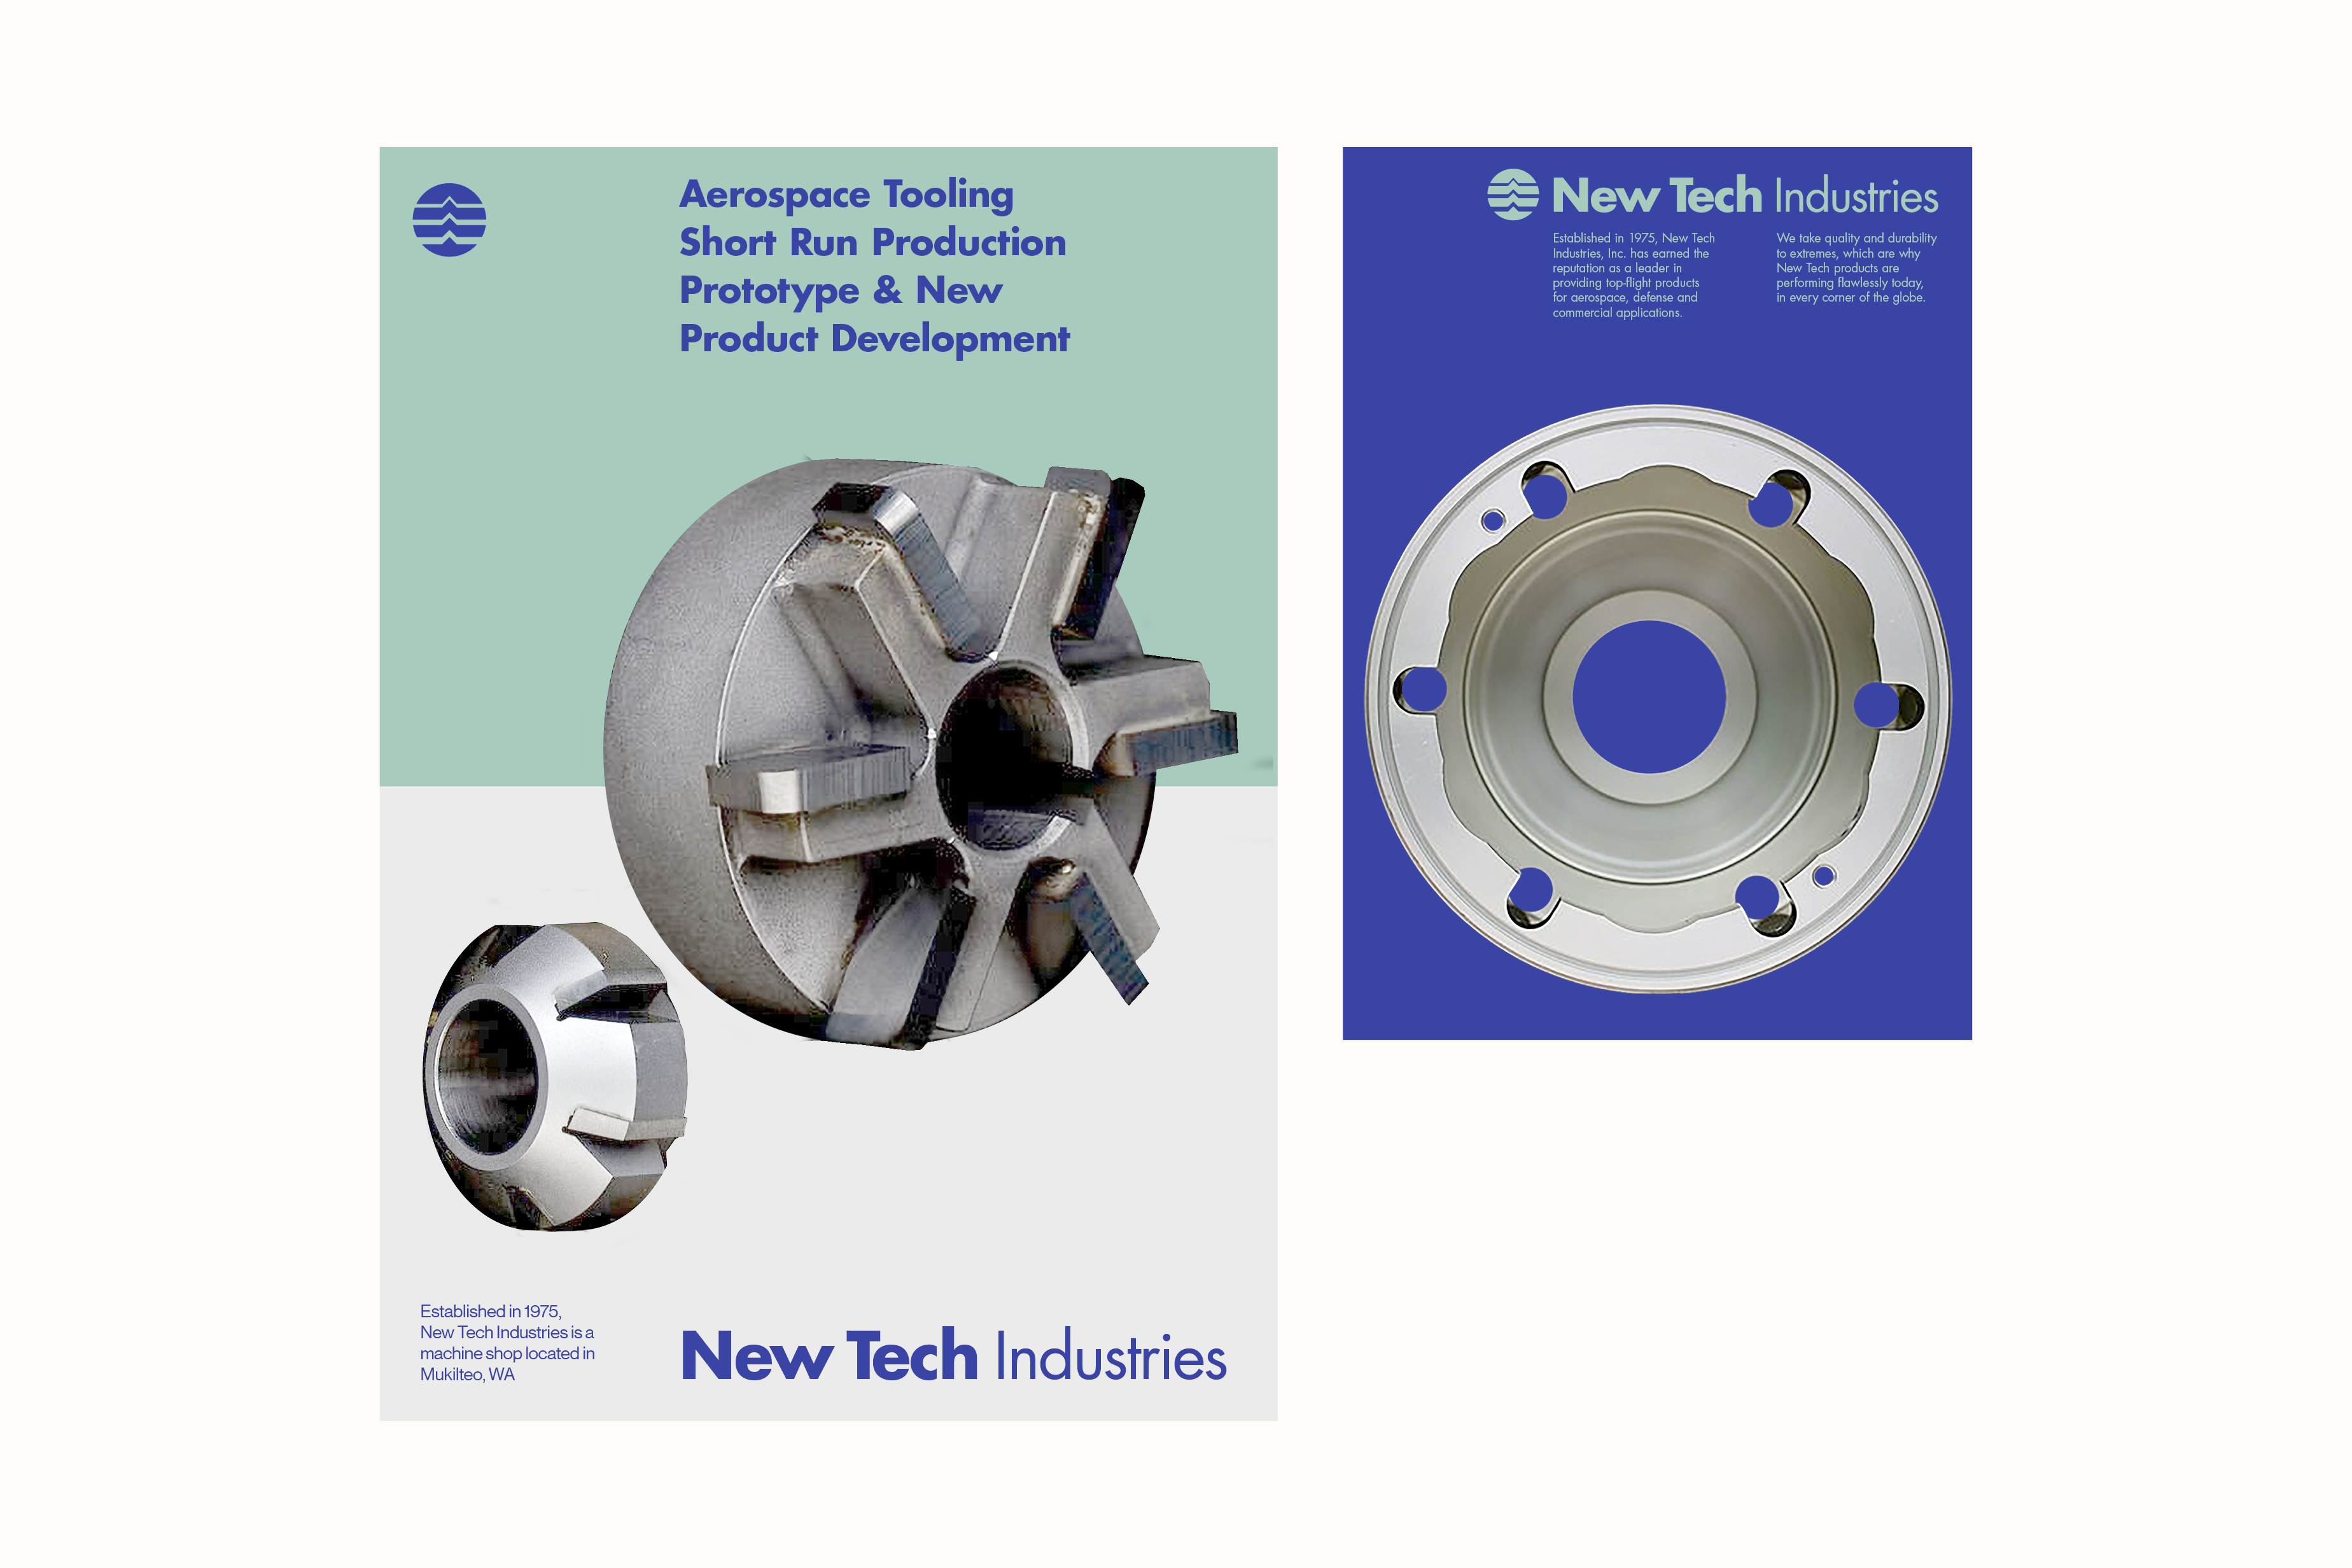 Aerospace Tooling
Short Run Production
Prototype & New
Product Development
Established in 1975,
New Tech Industries is a
machine shop located in
Mukilteo, WA
New Tech Industries
New Tech Industries
Established in 1975, New Tech
Industries, Inc. has earned the
reputation as a leader in
providing top-flight products
for aerospace, defense and
commercial applications.
We take quality and durability
to extremes, which are why
New Tech products are
performing flawlessly today,
in every corner of the globe.